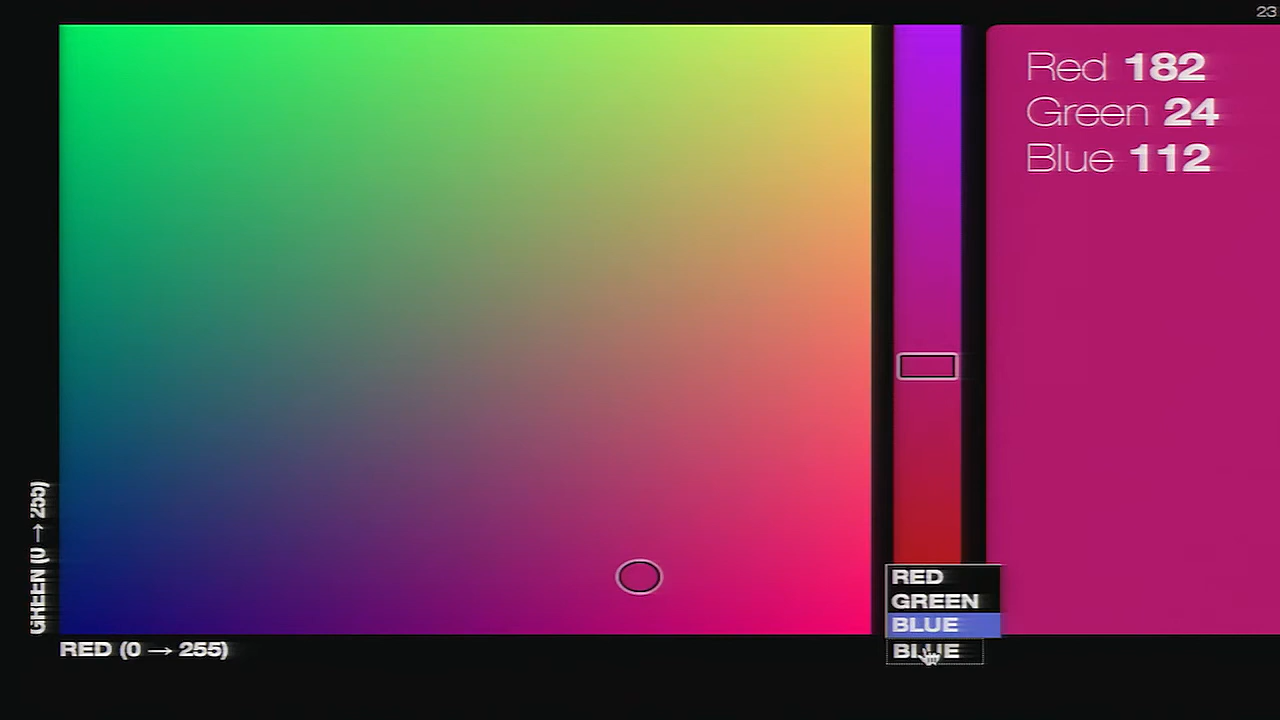 23
Red 182
Green 24
Blue 112
GREEN (0 → 255)
RED (0 → 255)
RED
GREEN
BLUE
BLUE